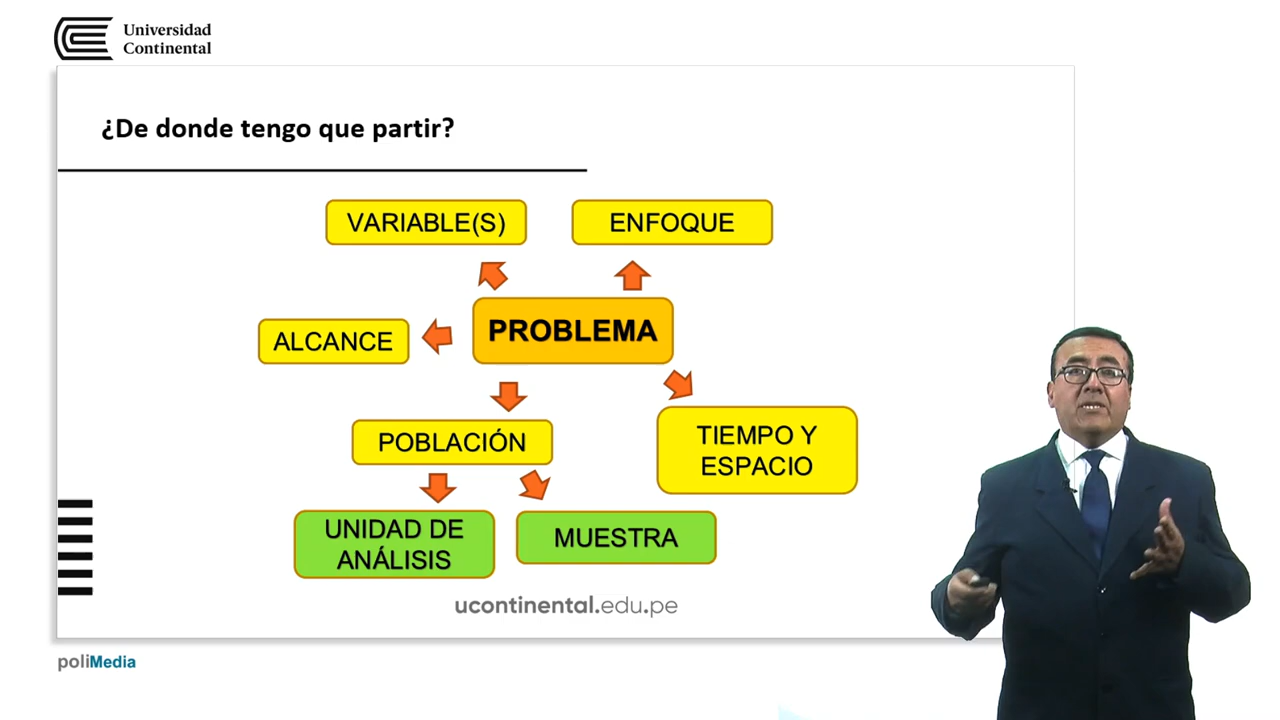 Universidad
Continental
¿De donde tengo que partir?
VARIABLE(S)
ENFOQUE
PROBLEMA
ALCANCE
POBLACIÓN
TIEMPO Y
ESPACIO
UNIDAD DE
ANÁLISIS
MUESTRA
ucontinental.edu.pe
poliMedia